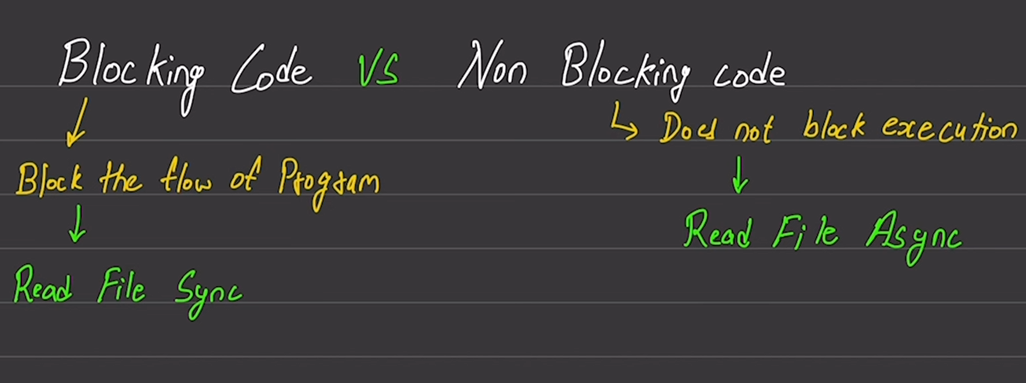 Blocking Code VS Non Blocking code
Block the flow of Program
Read File Sync
Does not block execution
Read File Async